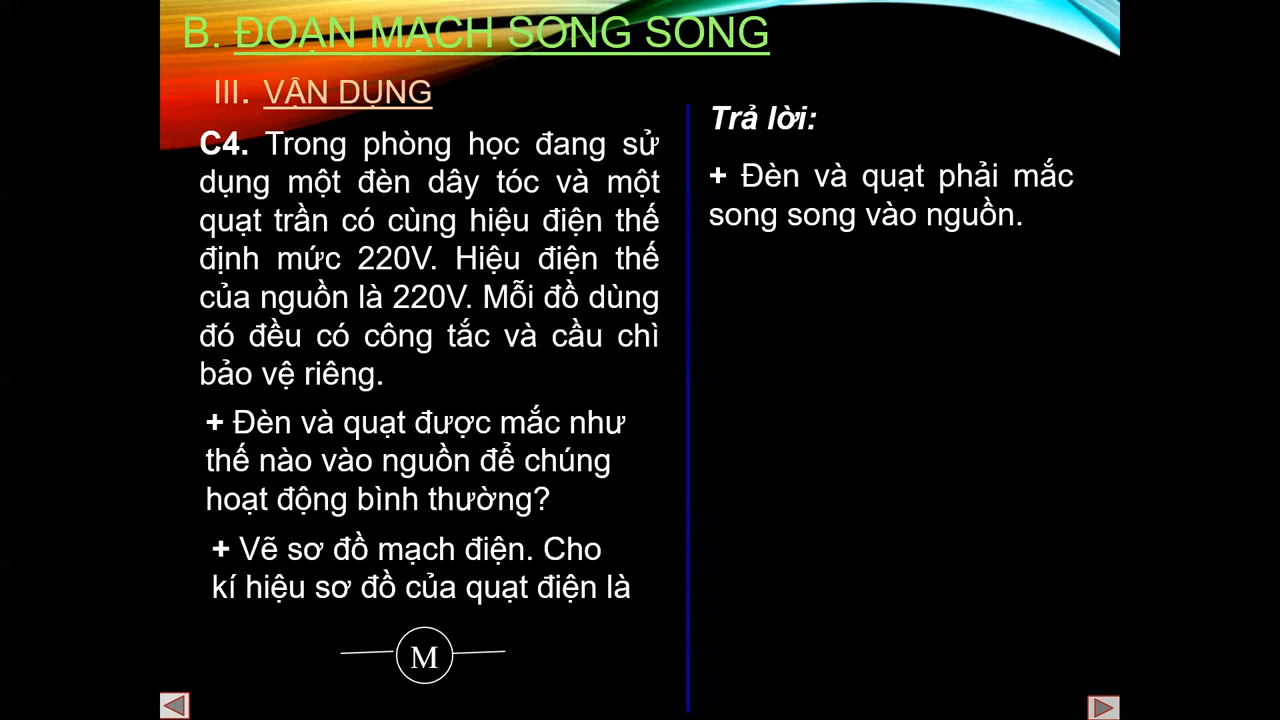 B. ĐOẠN MẠCH SONG SONG
III. VẬN DỤNG
C4. Trong phòng học đang sử
dụng một đèn dây tóc và một
quạt trần có cùng hiệu điện thế
định mức 220V. Hiệu điện thế
của nguồn là 220V. Mỗi đồ dùng
đó đều có công tắc và cầu chì
bảo vệ riêng.
+ Đèn và quạt được mắc như
thế nào vào nguồn để chúng
hoạt động bình thường?
+ Vẽ sơ đồ mạch điện. Cho
kí hiệu sơ đồ của quạt điện là
M
Trả lời:
+ Đèn và quạt phải mắc
song song vào nguồn.